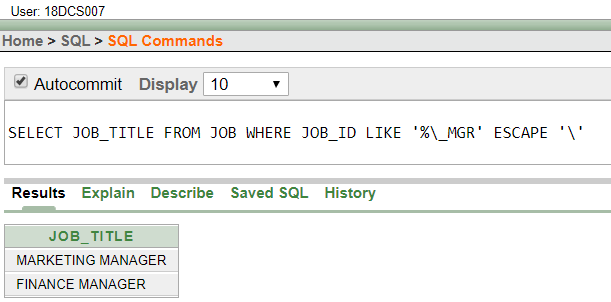 User: 18DCS007
Home > SQL > SQL Commands
Autocommit Display 10
SELECT JOB_TITLE FROM JOB WHERE JOB_ID LIKE '%\_MGR' ESCAPE '\'
Results Explain Describe Saved SQL History
JOB_TITLE
MARKETING MANAGER
FINANCE MANAGER